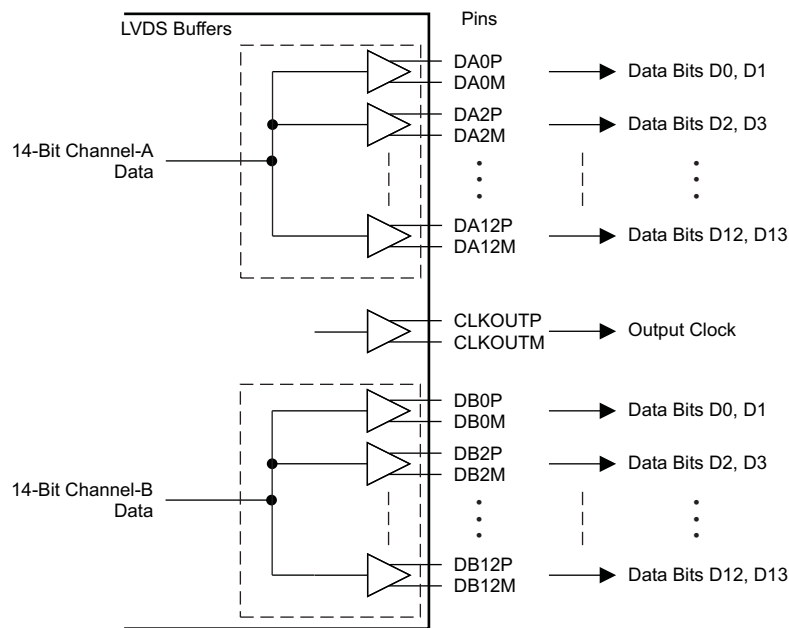 Pins
LVDS Buffers
DA0P
DA0M
Data Bits D0, D1
DA2P
DA2M
Data Bits D2, D3
14-Bit Channel-A
Data
DA12P
DA12M
Data Bits D12, D13
CLKOUTP
CLKOUTM
Output Clock
DB0P
DB0M
Data Bits D0, D1
DB2P
DB2M
Data Bits D2, D3
14-Bit Channel-B
Data
DB12P
DB12M
Data Bits D12, D13